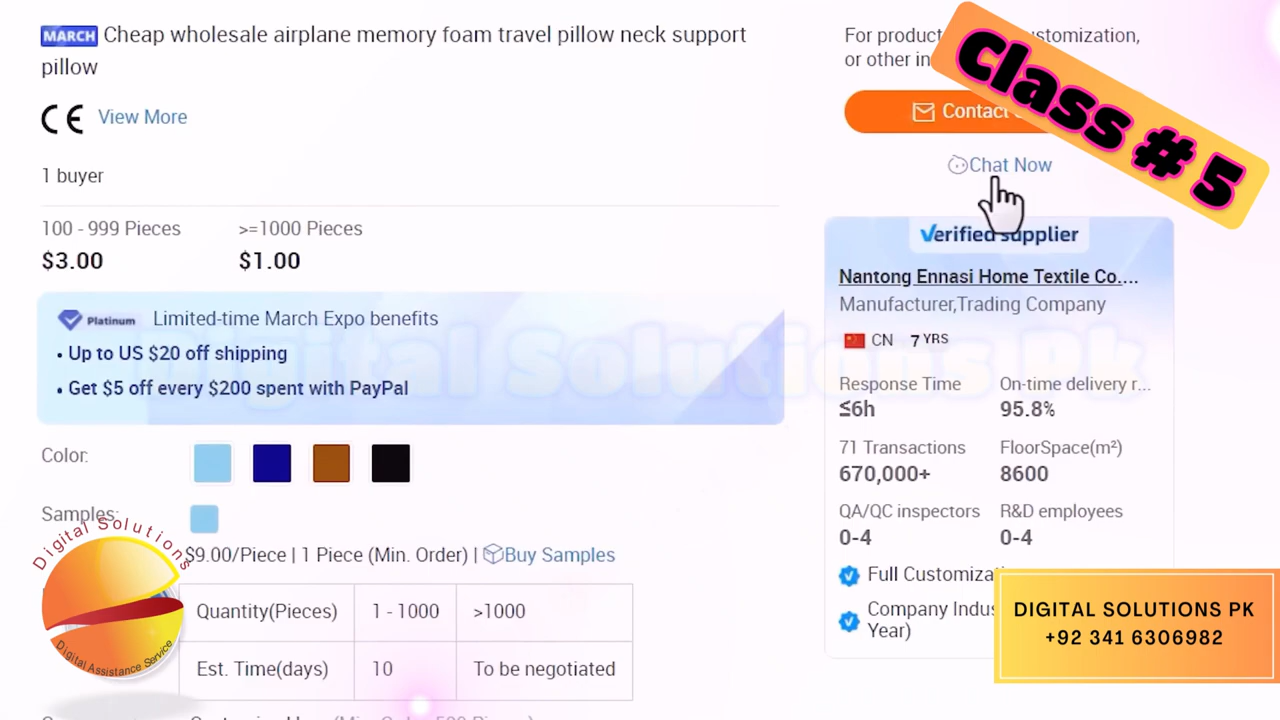 MARCH Cheap wholesale airplane memory foam travel pillow neck support
pillow
CE View More
1 buyer
100 - 999 Pieces >=1000 Pieces
$3.00 $1.00
Platinum Limited-time March Expo benefits
• Up to US $20 off shipping
• Get $5 off every $200 spent with PayPal
Color:
Samples:
$9.00/Piece | 1 Piece (Min. Order) | Buy Samples
Quantity(Pieces) 1 - 1000 >1000
Est. Time(days) 10 To be negotiated
For product
or other
Contact
Chat Now
Class # 5
Verified supplier
Nantong Ennasi Home Textile Co....
Manufacturer,Trading Company
CN 7 YRS
Response Time On-time delivery r...
≤6h 95.8%
71 Transactions FloorSpace(m²)
670,000+ 8600
QA/QC inspectors R&D employees
0-4 0-4
Full
Company
Year)
Digital Solutions Pk
Digital Solutions
Digital Assistance Service
DIGITAL SOLUTIONS PK
+92 341 6306982